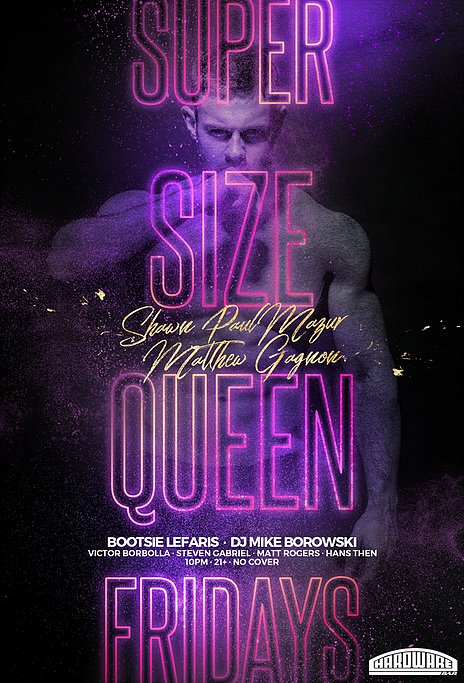 SUPER
SIZE
Shawn Paul Mazur
Matthew Gagnon
QUEEN
BOOTSIE LEFARIS · DJ MIKE BOROWSKI
VICTOR BORBOLLA · STEVEN GABRIEL · MATT ROGERS · HANS THEN
10PM · 21+ · NO COVER
FRIDAYS
HARDWARE
BAR